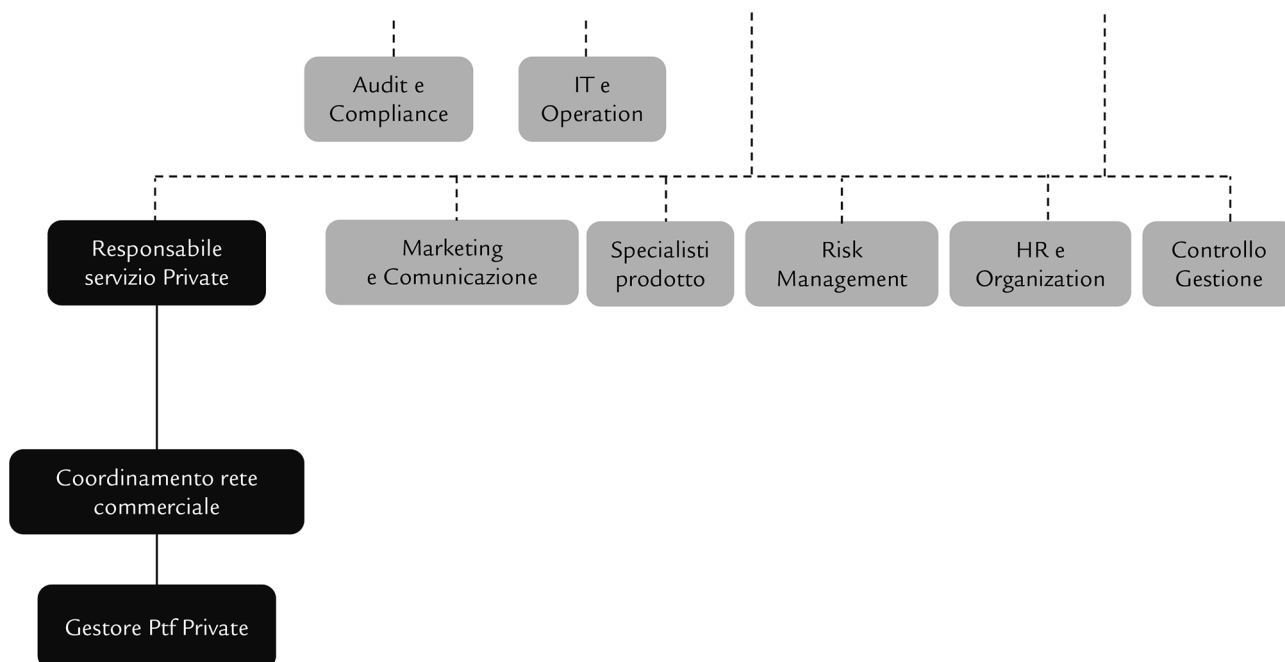 Audit e
Compliance
IT e
Operation
Responsabile
servizio Private
Marketing
e Comunicazione
Specialisti
prodotto
Risk
Management
HR e
Organization
Controllo
Gestione
Coordinamento rete
commerciale
Gestore Ptf Private